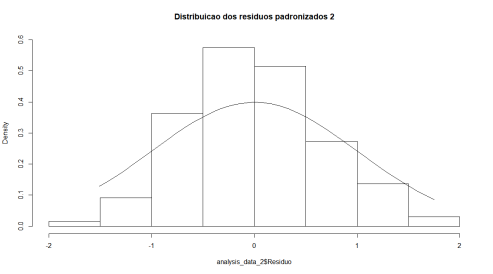 Distribuicao dos residuos padronizados 2
Density
0.6
0.5
0.4
0.3
0.2
0.1
0.0
-2 -1 0 1 2
analysis_data_2$Residuo